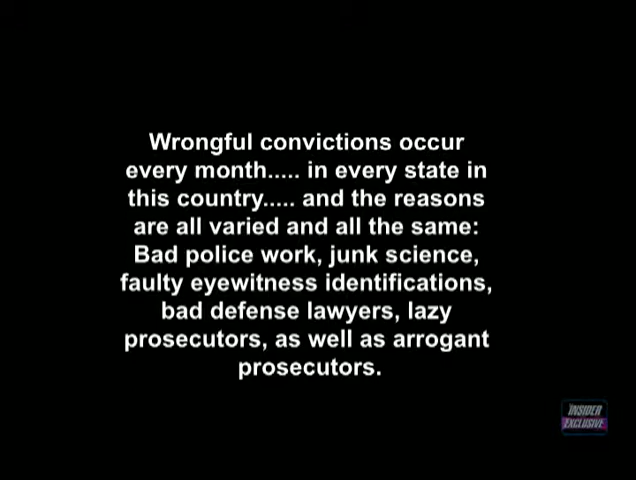 Wrongful convictions occur
every month..... in every state in
this country..... and the reasons
are all varied and all the same:
Bad police work, junk science,
faulty eyewitness identifications,
bad defense lawyers, lazy
prosecutors, as well as arrogant
prosecutors.
INSIDER
EXCLUSIVE